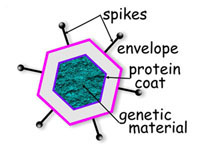 spikes
envelope
protein
coat
genetic
material